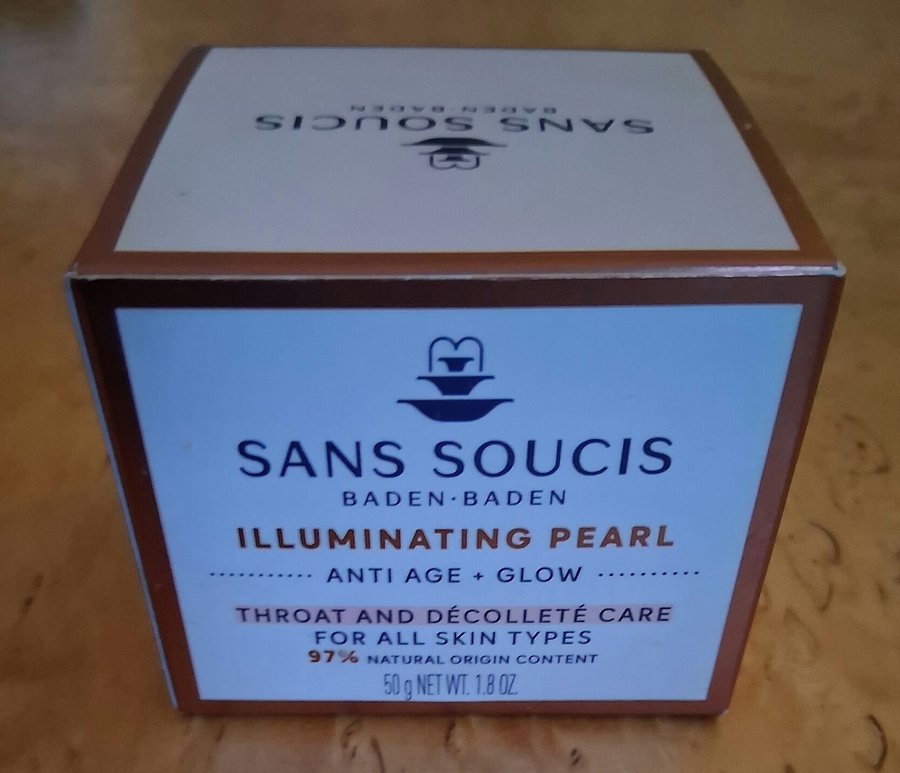 SANS SOUCIS
BADEN·BADEN
SANS SOUCIS
BADEN·BADEN
ILLUMINATING PEARL
ANTI AGE + GLOW
THROAT AND DÉCOLLETÉ CARE
FOR ALL SKIN TYPES
97% NATURAL ORIGIN CONTENT
50 g NET WT. 1.8 OZ.